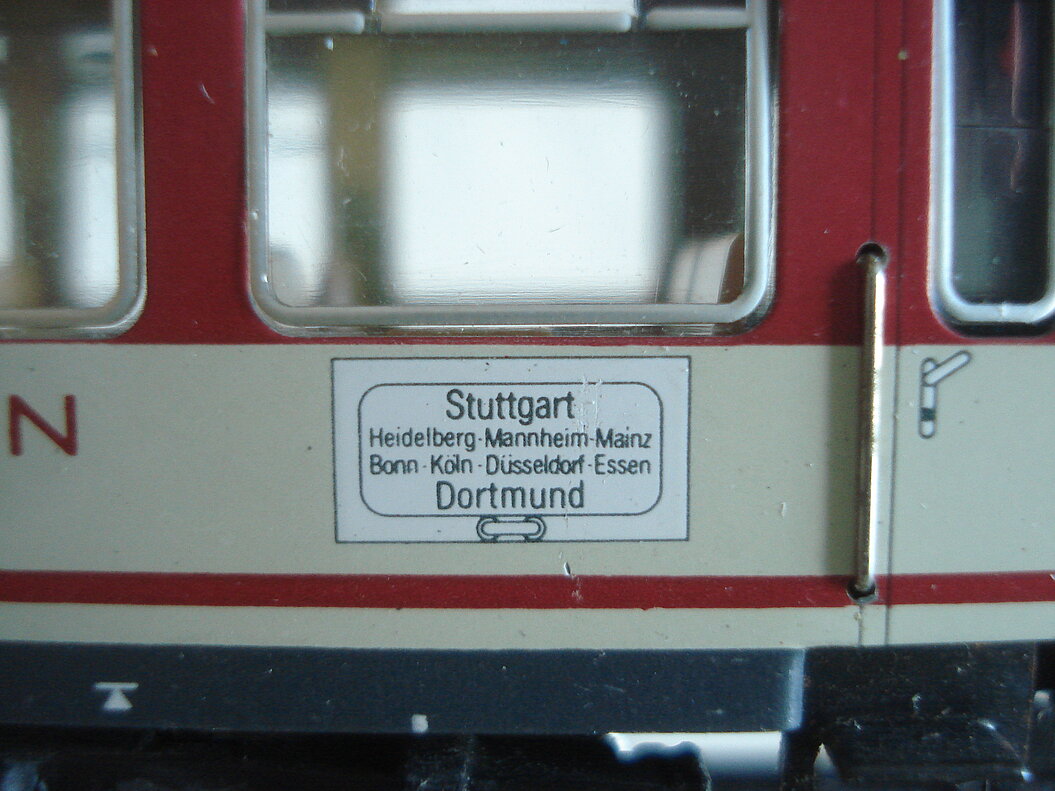 N
Stuttgart
Heidelberg-Mannheim-Mainz
Bonn-Köln-Düsseldorf-Essen
Dortmund